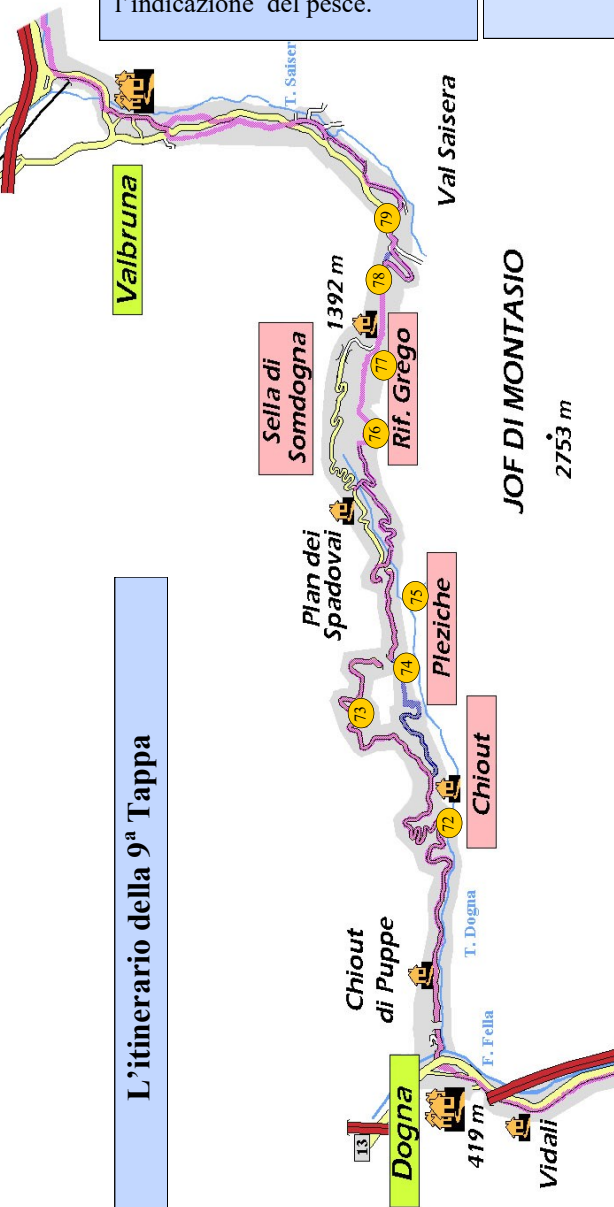 l'indicazione del pesce.
L'itinerario della 9ª Tappa
Dogna
13
419 m
Vidali
F. Fella
Chiout
di Puppe
T. Dogna
72
Chiout
73
74
Pleziche
75
Plan dei
Spadovai
76
Rif. Grego
77
Sella di
Somdogna
1392 m
78
79
JOF DI MONTASIO
2753 m
Val Saisera
Valbruna
T. Saiser